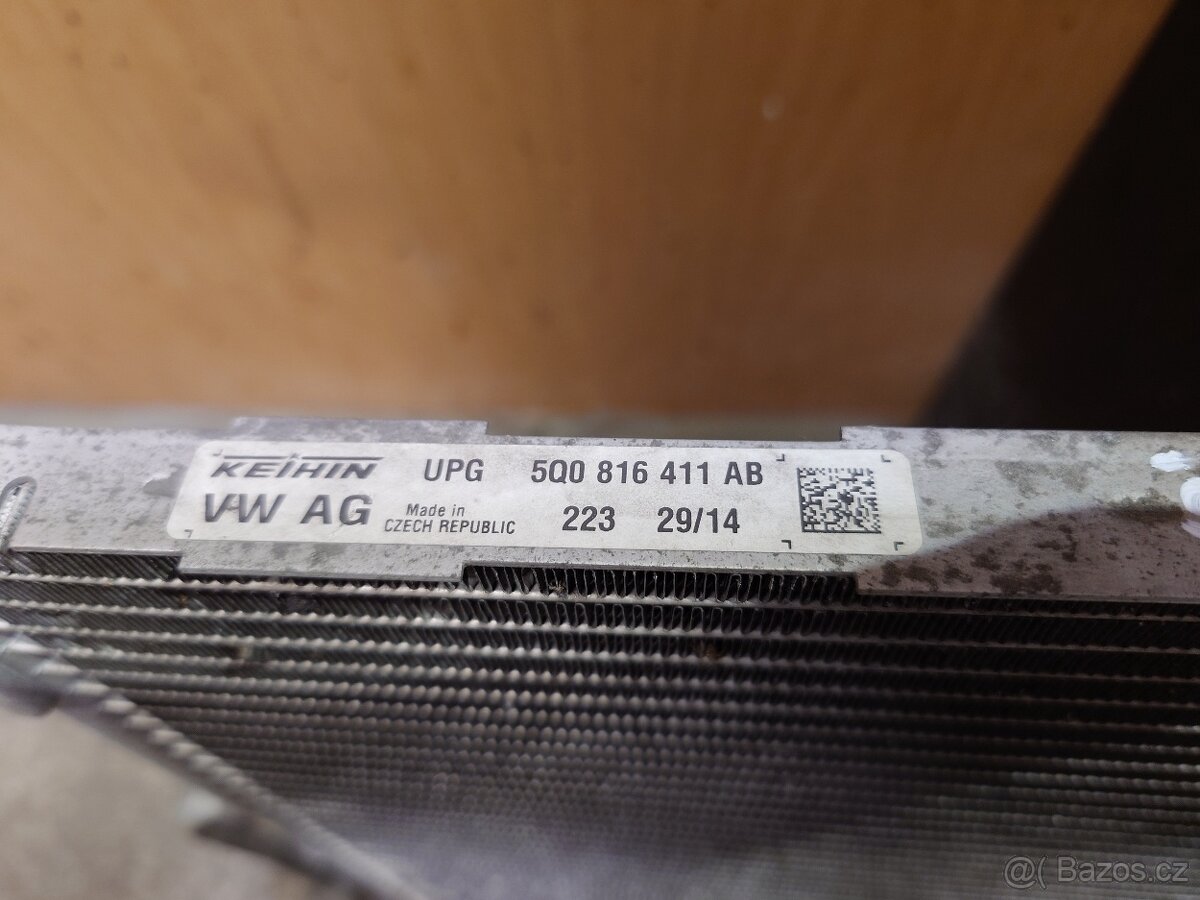 KEIHIN UPG 5Q0 816 411 AB
VW AG Made in CZECH REPUBLIC 223 29/14
@( Bazos.cz